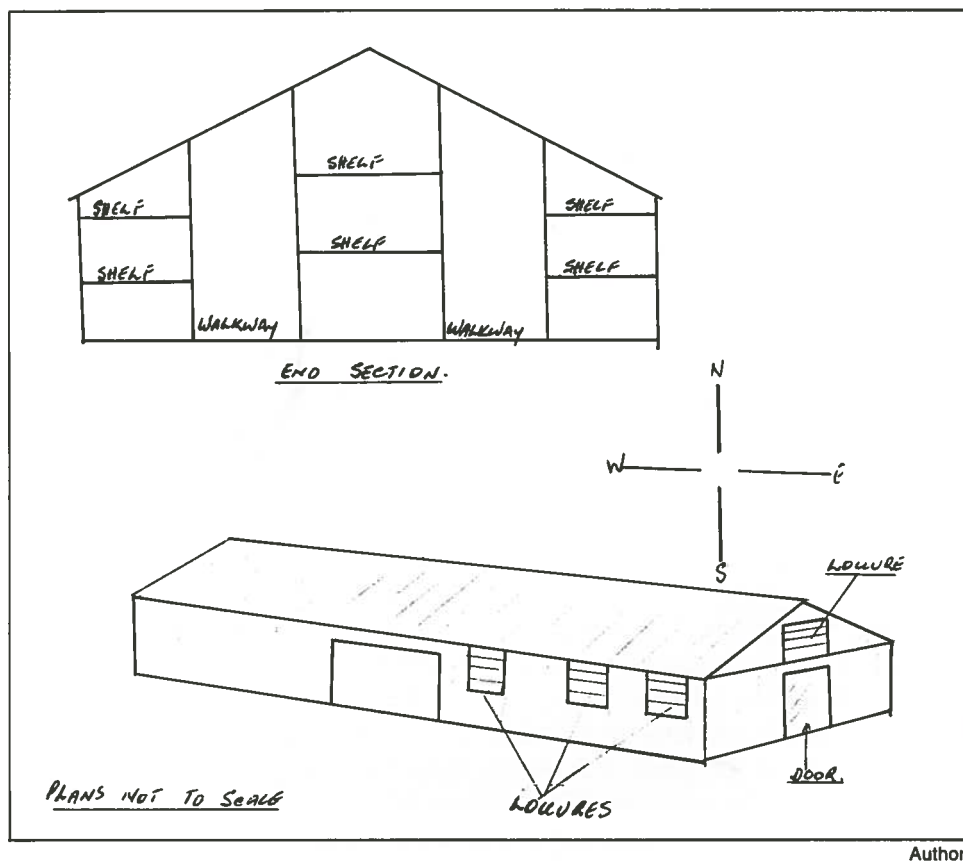 SHELF
SHELF
SHELF
SHELF
SHELF
SHELF
WALKWAY
WALKWAY
END SECTION.
N
W
E
S
LOUVRE
DOOR.
LOUVRES
PLANS NOT TO SCALE
Author